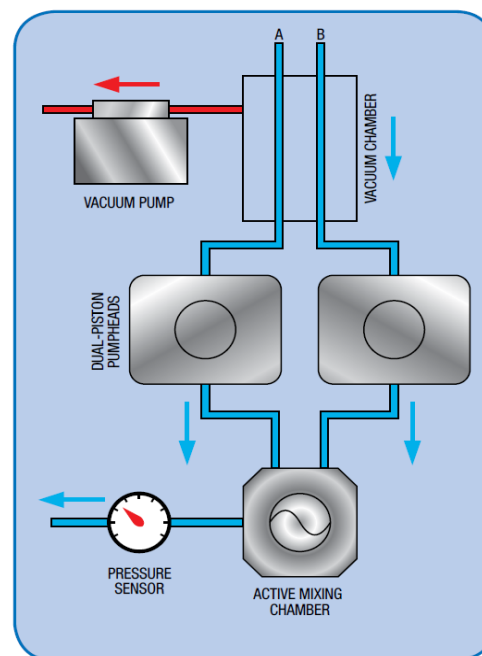 A
B
VACUUM CHAMBER
VACUUM PUMP
DUAL-PISTON
PUMPHEADS
PRESSURE
SENSOR
ACTIVE MIXING
CHAMBER